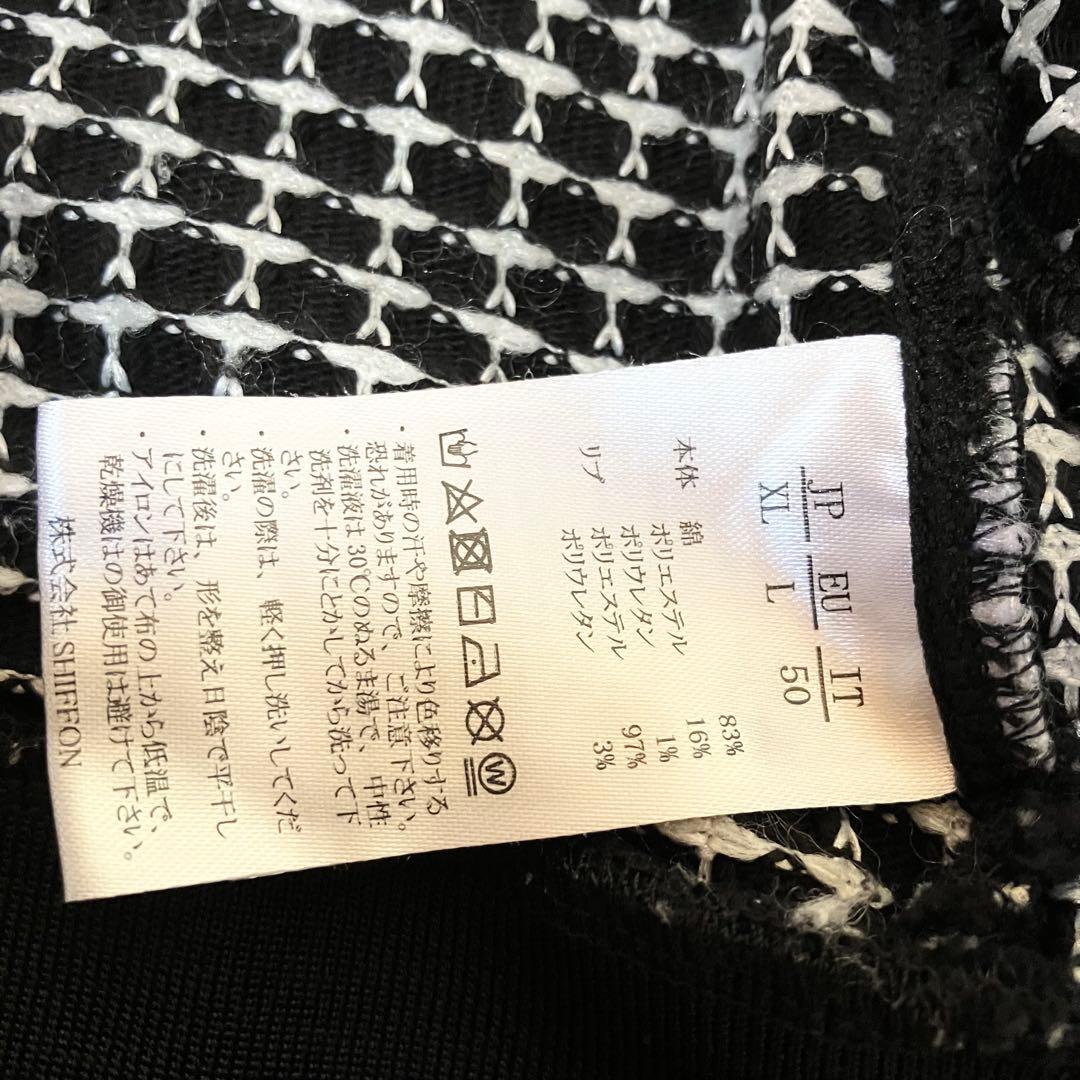 JP EU IT
XL L 50
本体 綿 83%
ポリエステル 16%
ポリウレタン 1%
リブ ポリエステル 97%
ポリウレタン 3%
W
・着用時の汗や摩擦により色移りする
恐れがありますので、ご注意下さい。
・洗濯液は30℃のぬるま湯で、中性
洗剤を十分にとかしてから洗って下
さい。
・洗濯の際は、軽く押し洗いしてくだ
さい。
・洗濯後は、形を整え日陰で平干し
にして下さい。
・アイロンはあて布の上から低温で、
乾燥機はの御使用は避けて下さい。
株式会社 SHIFFON